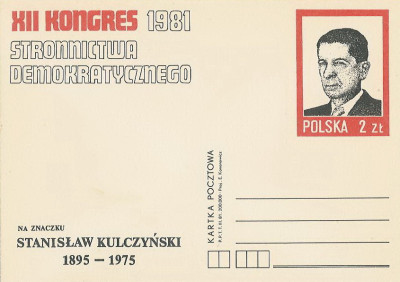 XII KONGRES 1981
STRONNICTWA
DEMOKRATYCZNEGO
POLSKA 2 ZŁ
KARTKA POCZTOWA
NA ZNACZKU
STANISŁAW KULCZYŃSKI
1895 — 1975